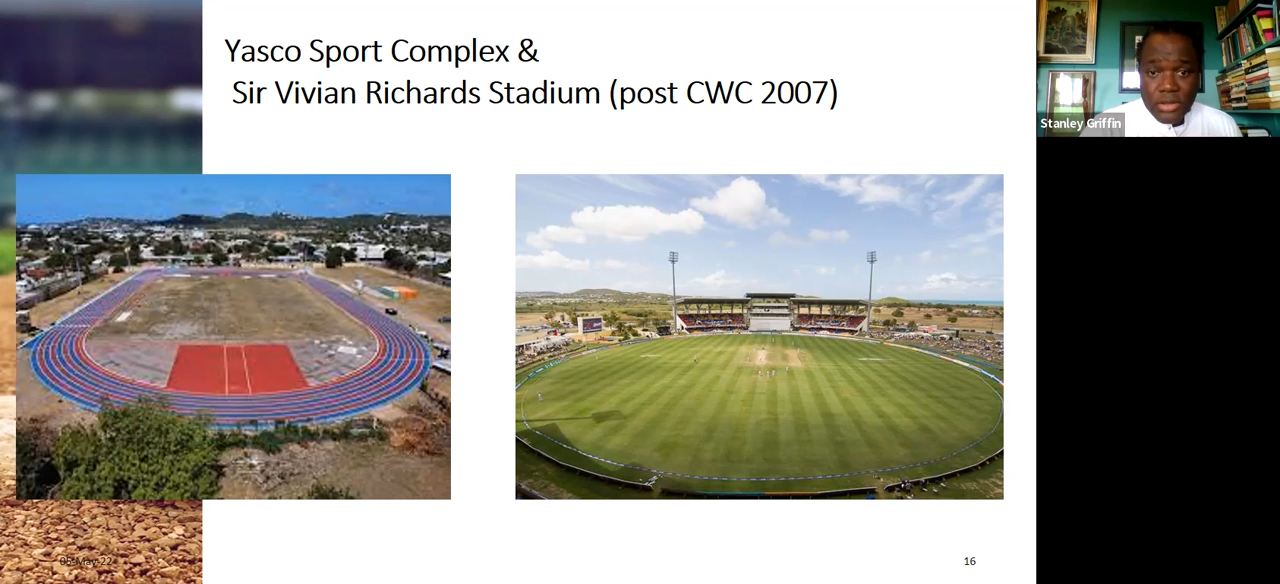 Yasco Sport Complex &
Sir Vivian Richards Stadium (post CWC 2007)
Stanley Griffin
16